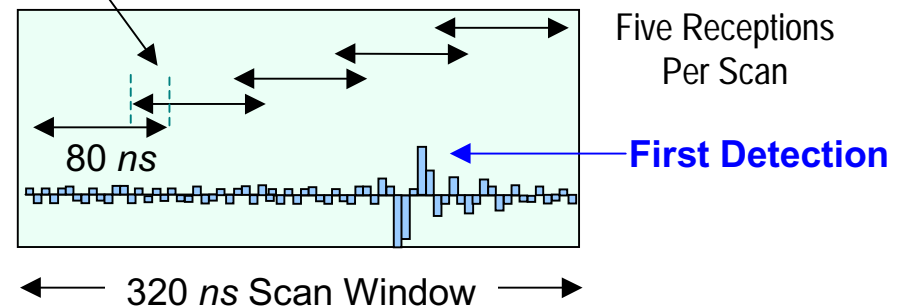 Five Receptions
Per Scan
80 ns
First Detection
320 ns Scan Window